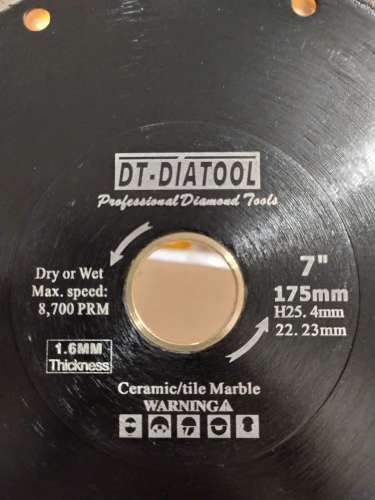 DT-DIATOOL
Professional Diamond Tools
Dry or Wet
Max. speed:
8,700 PRM
1.6MM
Thickness
7"
175mm
H25.4mm
22.23mm
Ceramic/tile Marble
WARNING